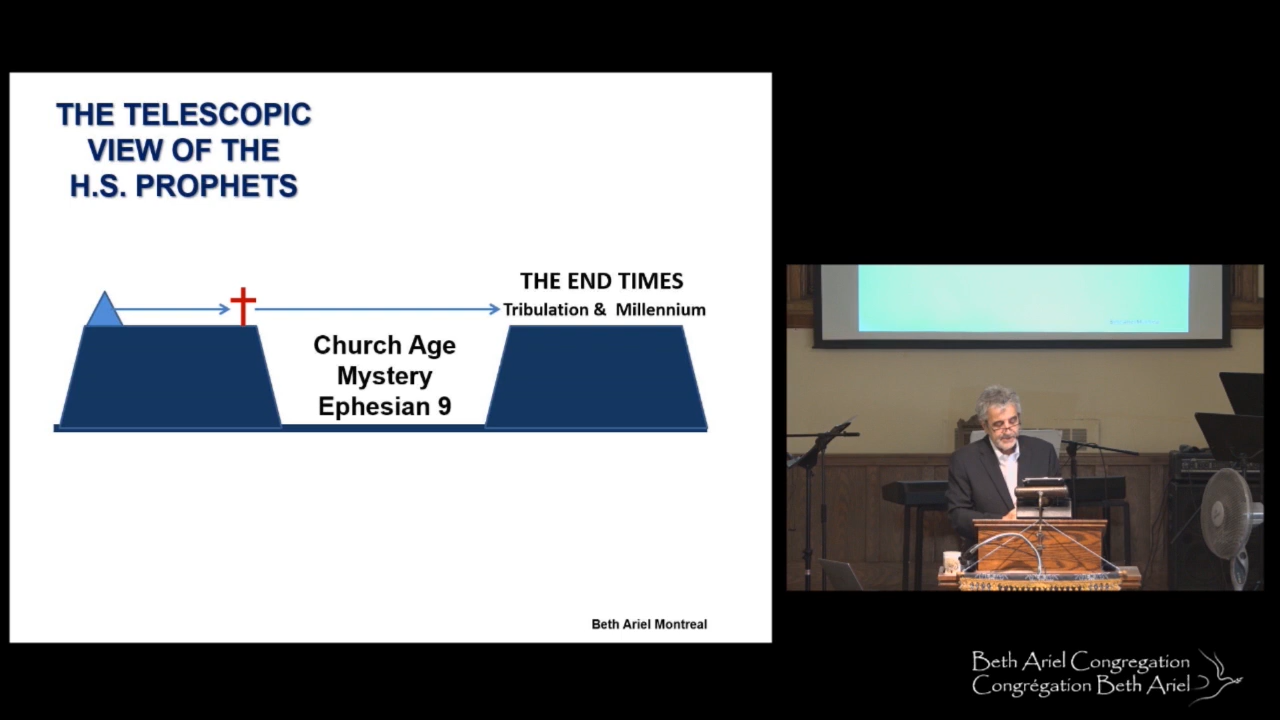 THE TELESCOPIC
VIEW OF THE
H.S. PROPHETS
THE END TIMES
Tribulation & Millennium
Church Age
Mystery
Ephesian 9
Beth Ariel Montreal
Beth Ariel Congregation
Congrégation Beth Ariel